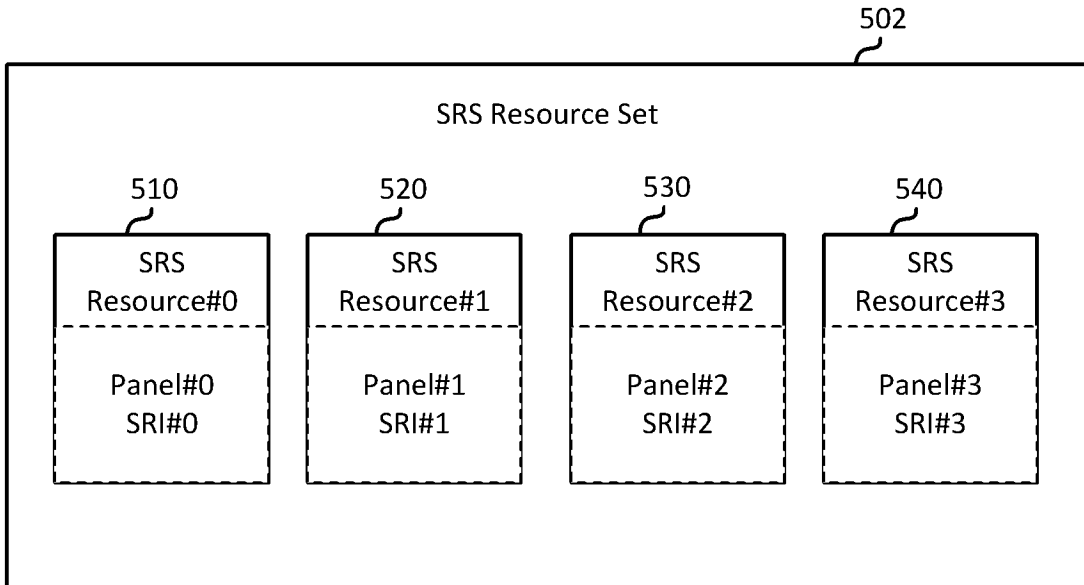 502
SRS Resource Set
510
520
530
540
SRS
Resource#0
SRS
Resource#1
SRS
Resource#2
SRS
Resource#3
Panel#0
SRI#0
Panel#1
SRI#1
Panel#2
SRI#2
Panel#3
SRI#3